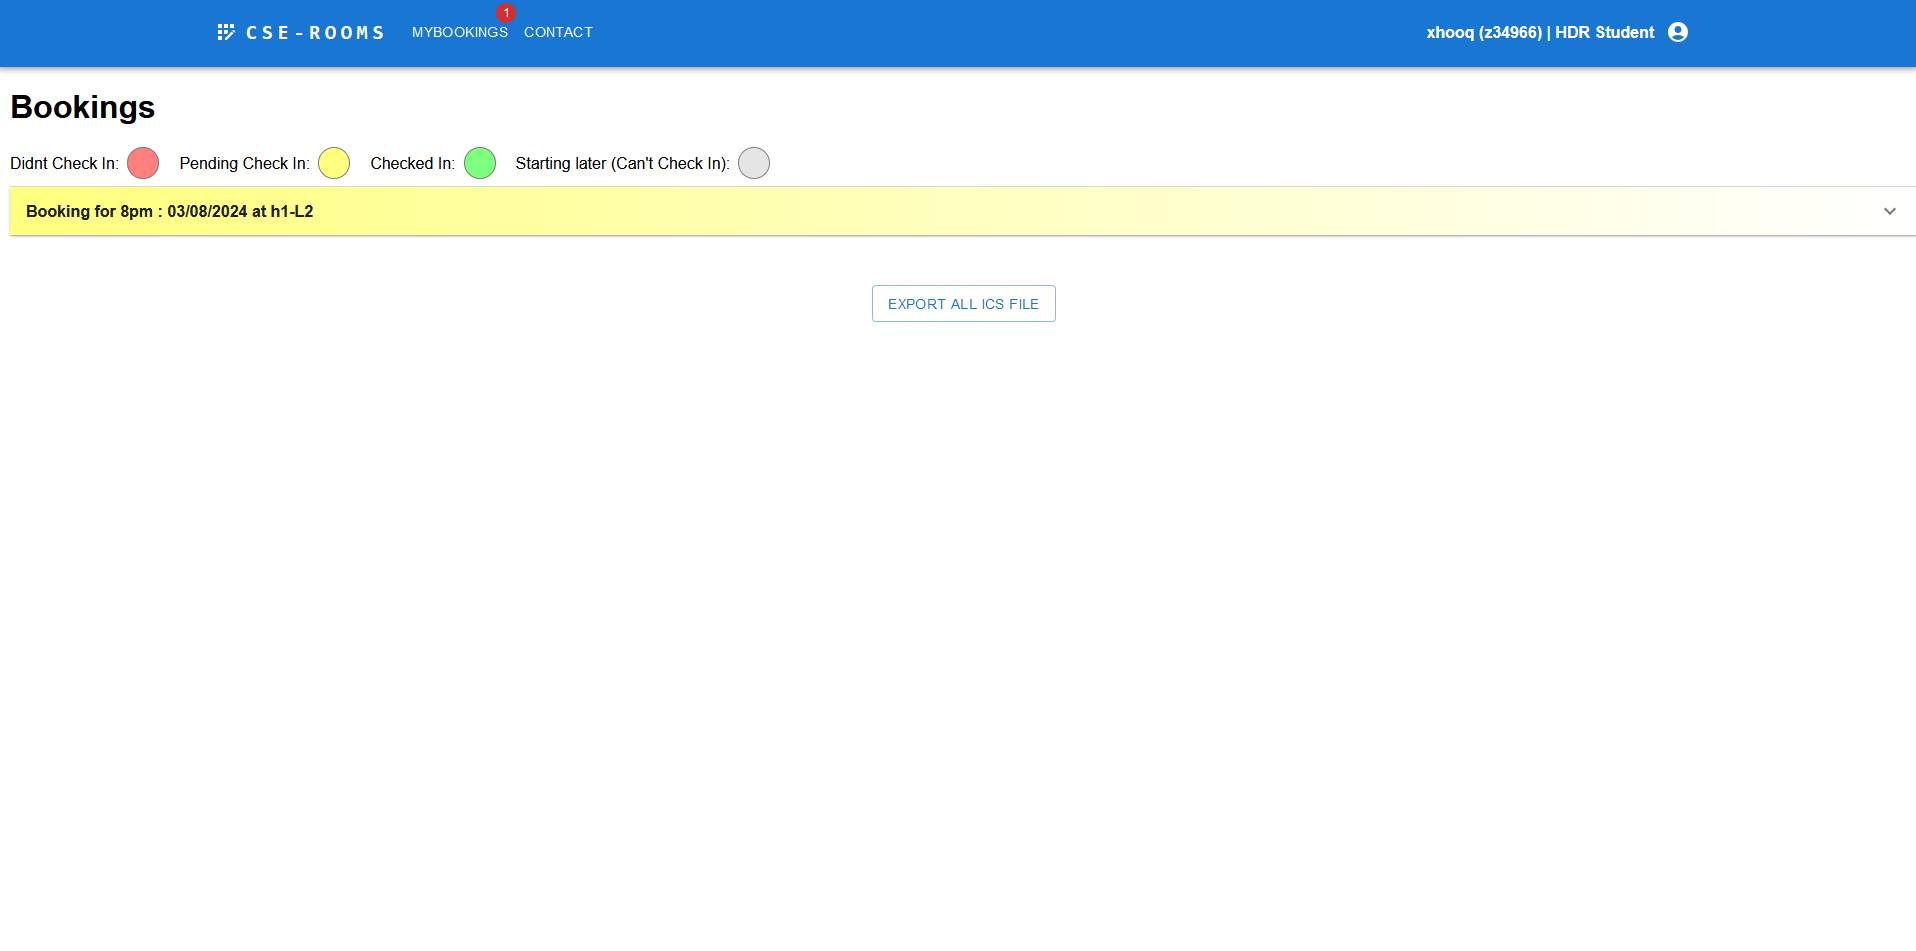 1
CSE-ROOMS MYBOOKINGS CONTACT xhooq (z34966) | HDR Student
Bookings
Didnt Check In: Pending Check In: Checked In: Starting later (Can't Check In):
Booking for 8pm : 03/08/2024 at h1-L2
EXPORT ALL ICS FILE